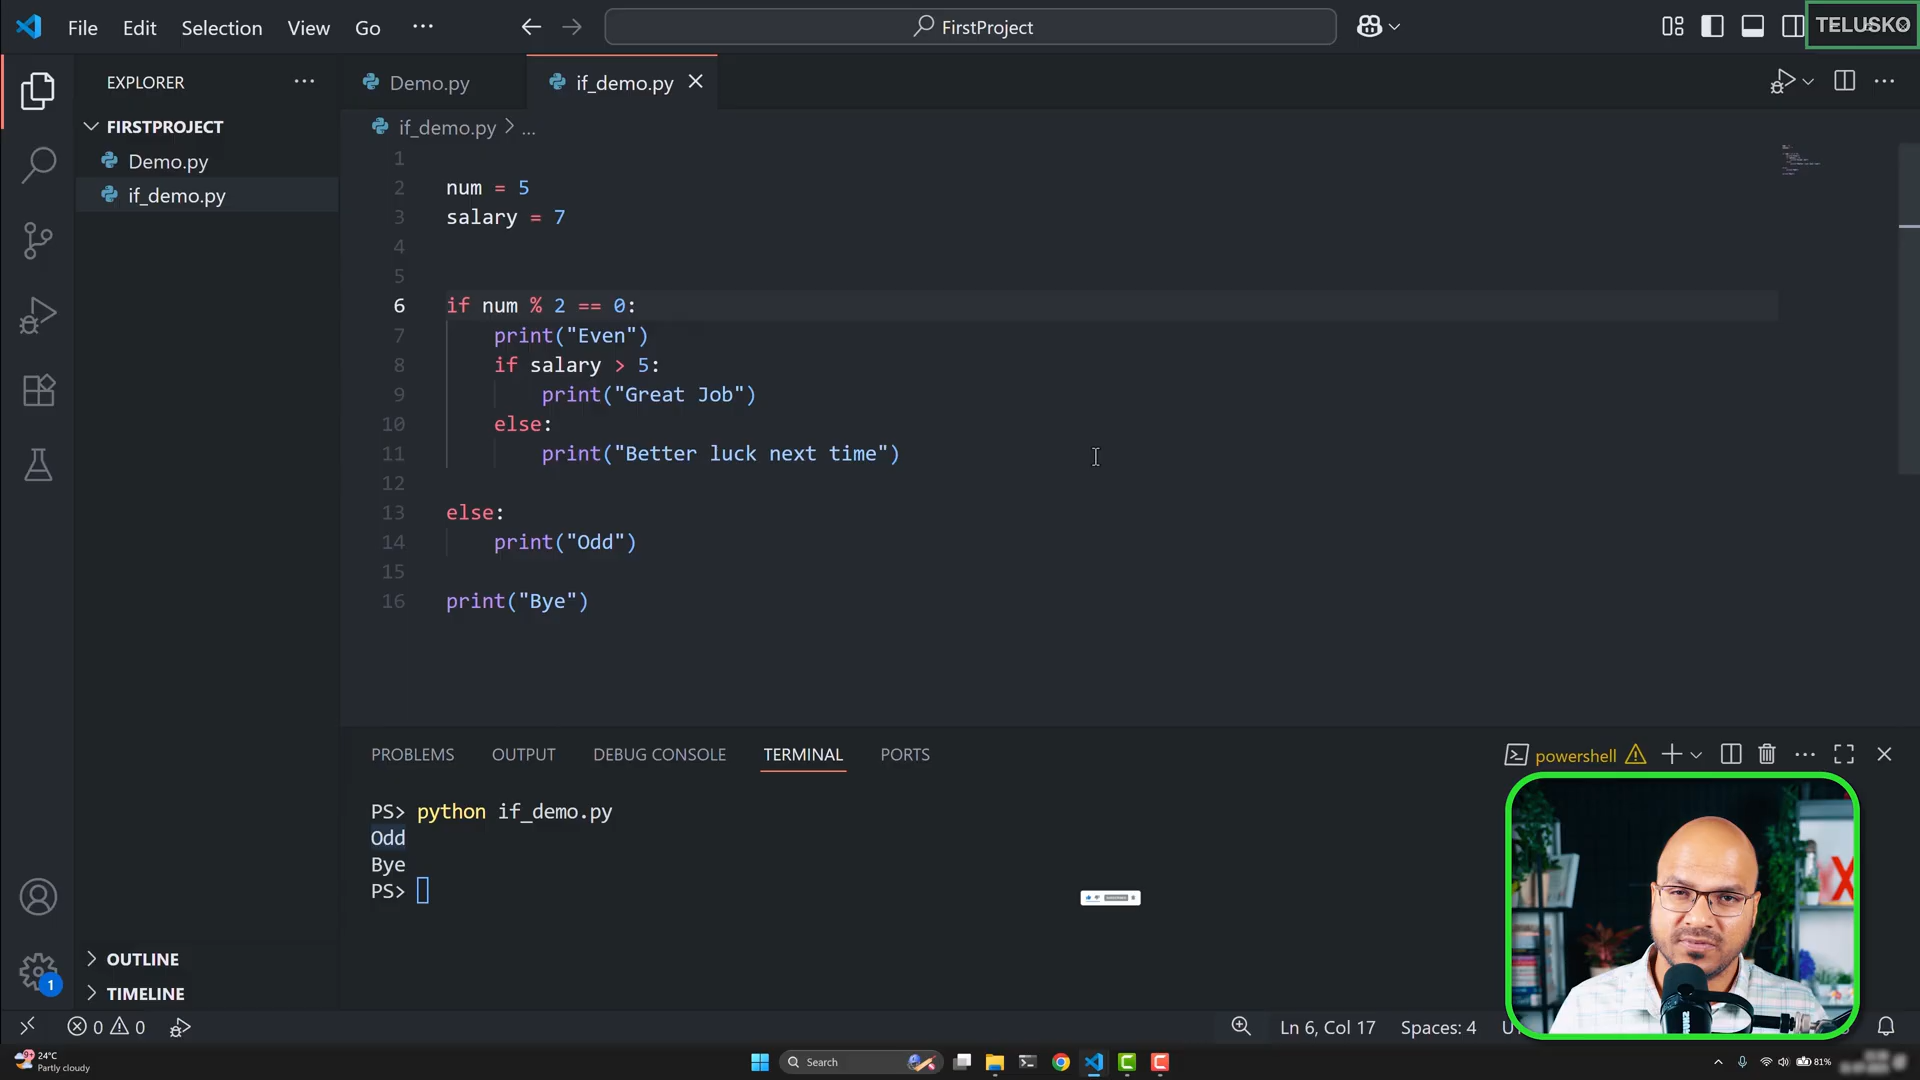 File Edit Selection View Go ...
FirstProject
TELUSKO
EXPLORER
Demo.py
if_demo.py
FIRSTPROJECT
Demo.py
if_demo.py
if_demo.py > ...
1
2 num = 5
3 salary = 7
4
5
6 if num % 2 == 0:
7 print("Even")
8 if salary > 5:
9 print("Great Job")
10 else:
11 print("Better luck next time")
12
13 else:
14 print("Odd")
15
16 print("Bye")
PROBLEMS OUTPUT DEBUG CONSOLE TERMINAL PORTS
powershell
PS> python if_demo.py
Odd
Bye
PS>
OUTLINE
TIMELINE
1
0 0
Ln 6, Col 17 Spaces: 4
24°C
Partly cloudy
Search
81%